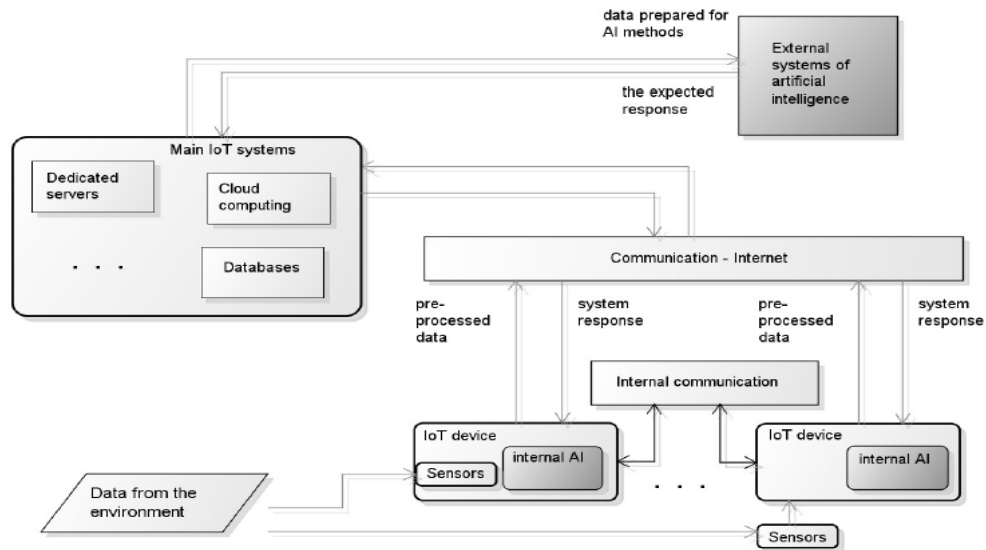 data prepared for
AI methods
External
systems of
artificial
intelligence
the expected
response
Main IoT systems
Dedicated
servers
Cloud
computing
. . .
Databases
Communication - Internet
pre-
processed
data
system
response
pre-
processed
data
system
response
Internal communication
IoT device
Sensors
internal AI
. . .
IoT device
internal AI
Data from the
environment
Sensors